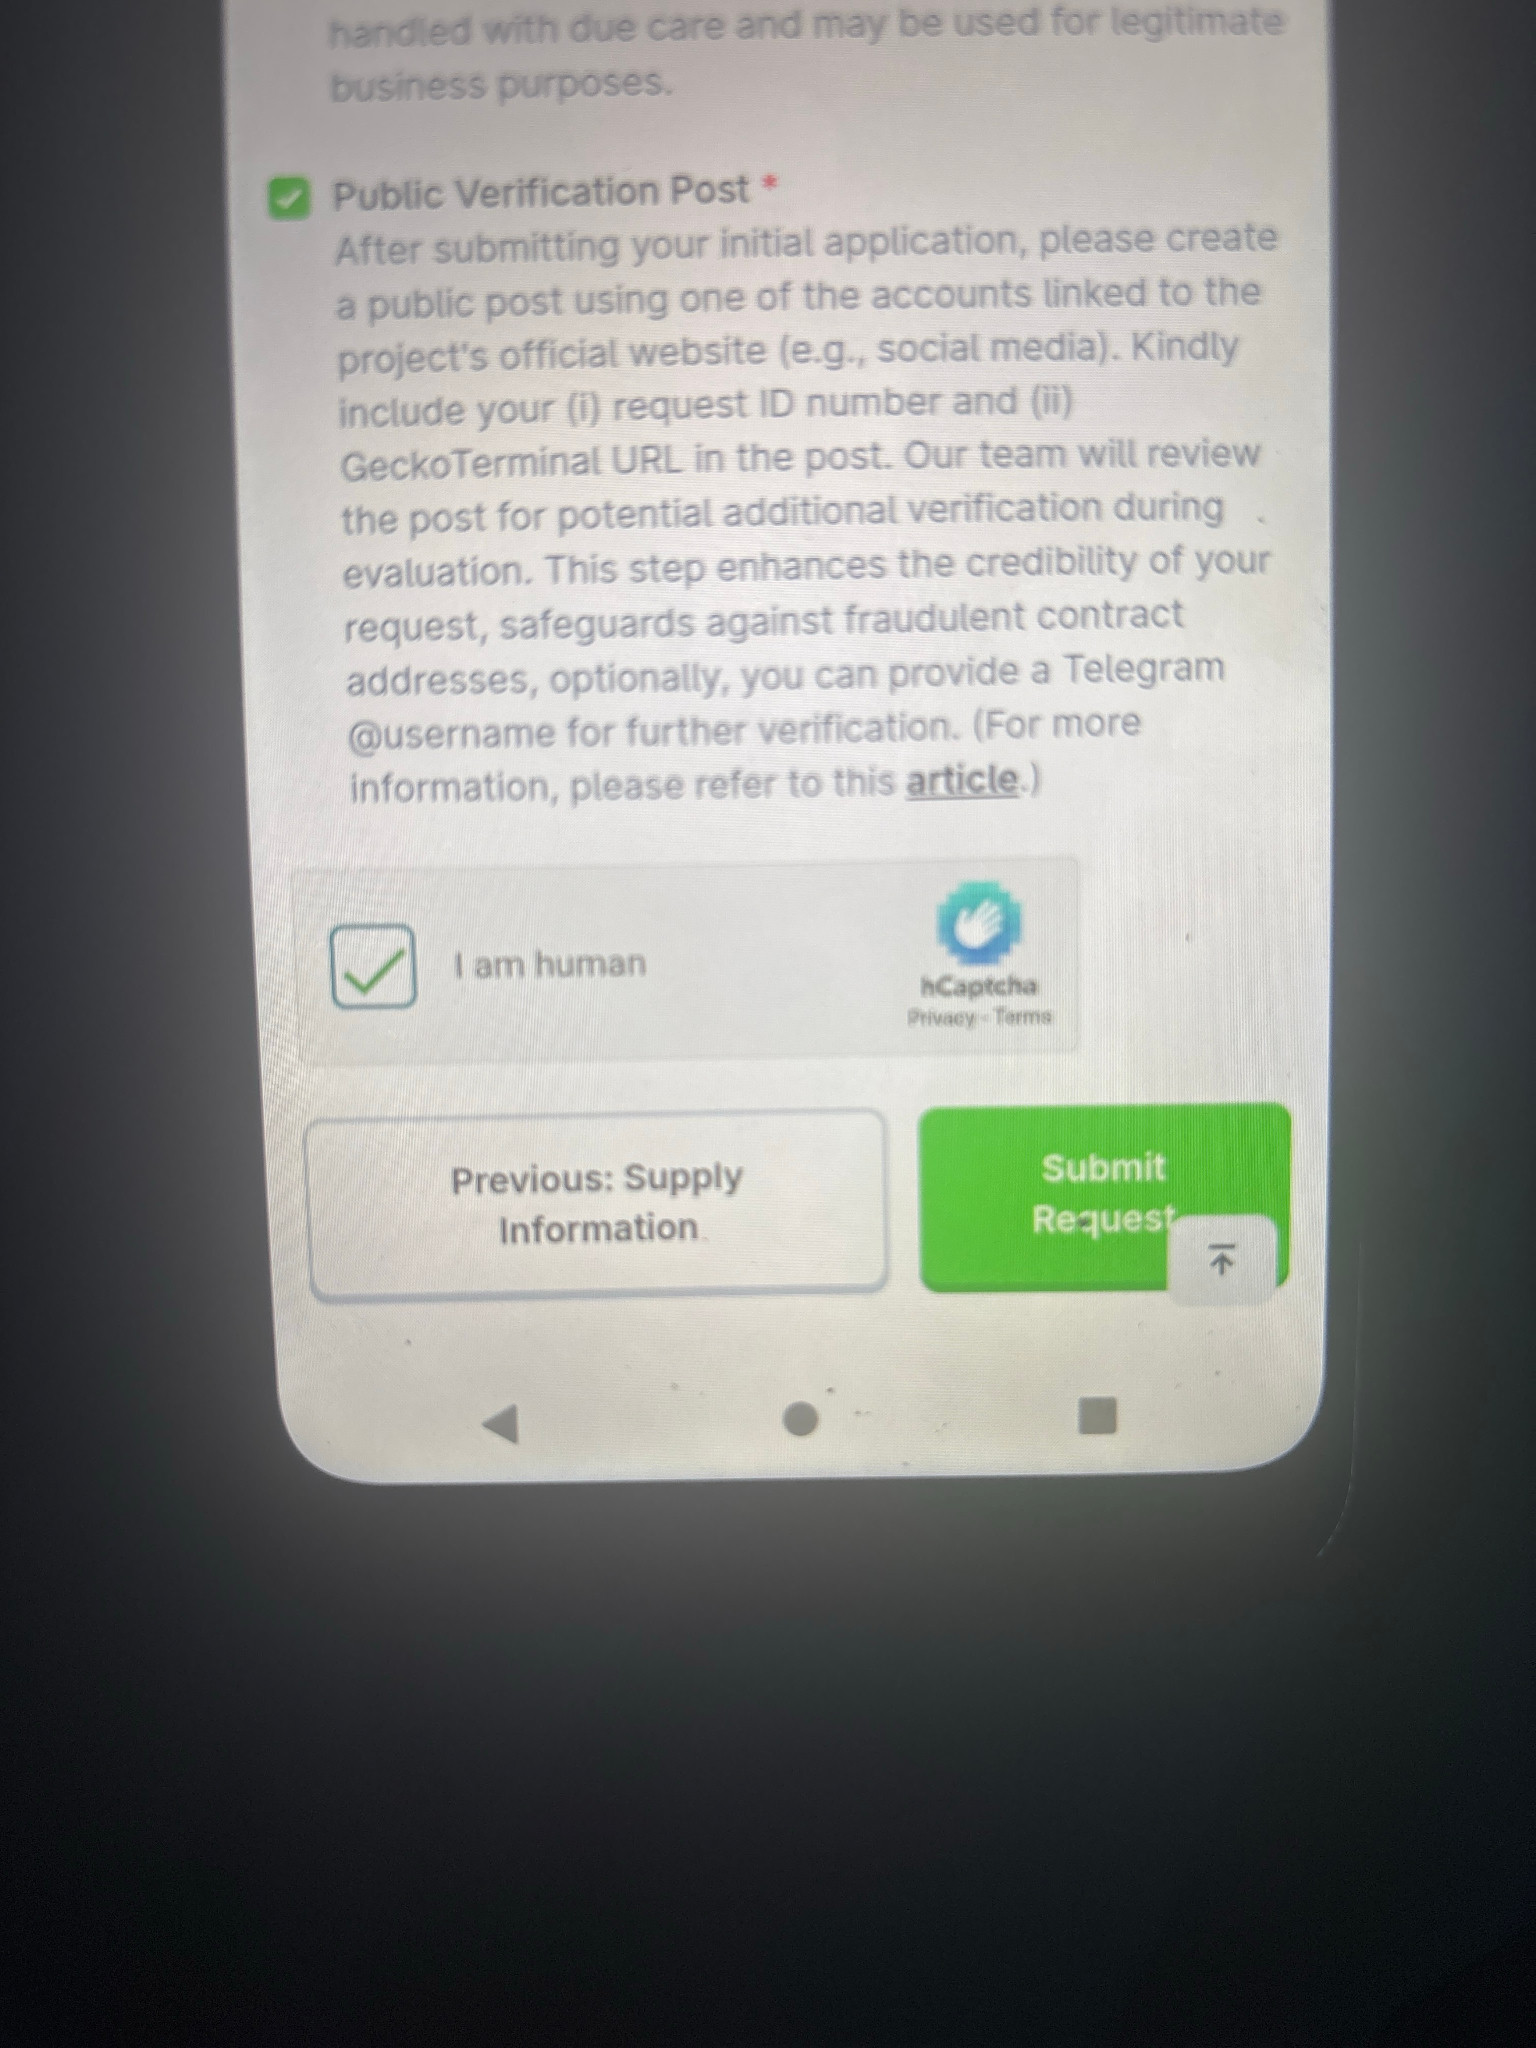 handled with due care and may be used for legitimate
business purposes.
Public Verification Post *
After submitting your initial application, please create
a public post using one of the accounts linked to the
project's official website (e.g., social media). Kindly
include your (i) request ID number and (ii)
GeckoTerminal URL in the post. Our team will review
the post for potential additional verification during
evaluation. This step enhances the credibility of your
request, safeguards against fraudulent contract
addresses, optionally, you can provide a Telegram
@username for further verification. (For more
information, please refer to this article.)
I am human
hCaptcha
Privacy - Terms
Previous: Supply
Information
Submit
Request